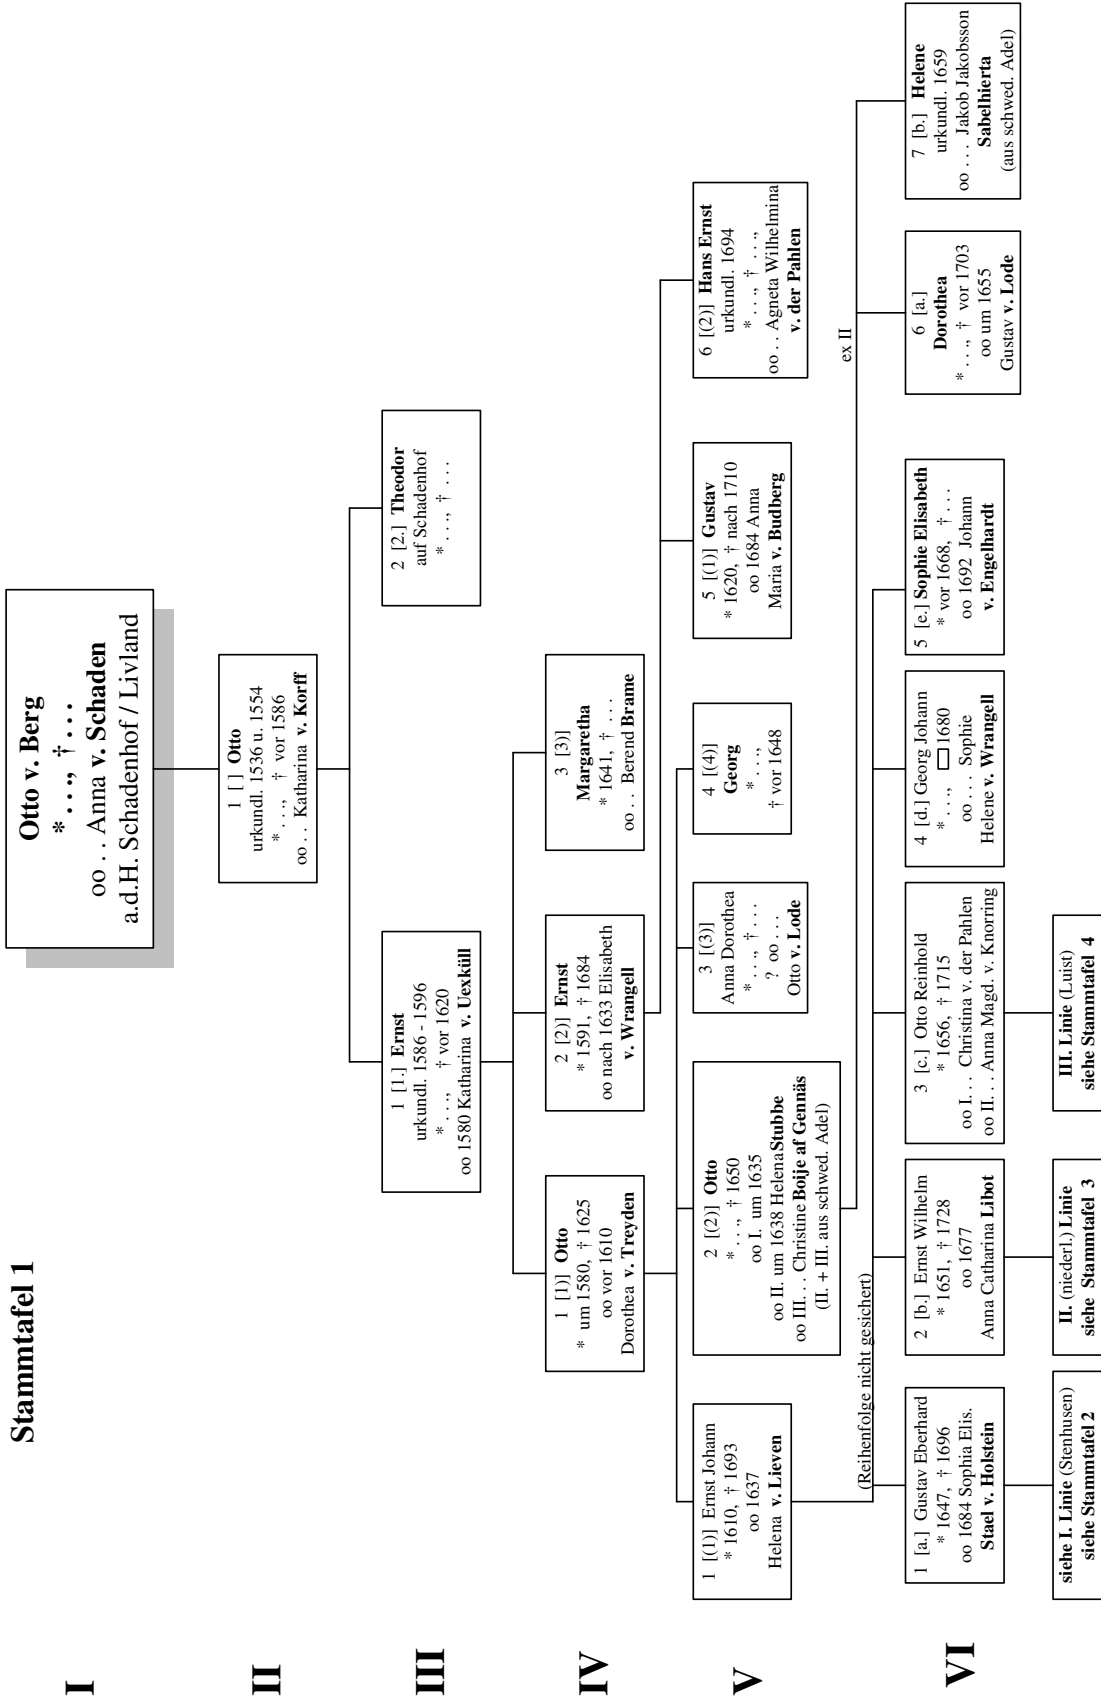 Stammtafel 1
I
Otto v. Berg
* . . ., † . . .
oo . . Anna v. Schaden
a.d.H. Schadenhof / Livland
II
1 [ ] Otto
urkundl. 1536 u. 1554
* . . ., † vor 1586
oo . . Katharina v. Korff
III
1 [1.] Ernst
urkundl. 1586 - 1596
* . . ., † vor 1620
oo 1580 Katharina v. Uexküll
2 [2.] Theodor
auf Schadenhof
* . . ., † . . .
IV
1 [1)] Otto
* um 1580, † 1625
oo vor 1610
Dorothea v. Treyden
2 [2)] Ernst
* 1591, † 1684
oo nach 1633 Elisabeth
v. Wrangell
3 [3)]
Margaretha
* 1641, † . . .
oo . . Berend Brame
V
1 [(1)] Ernst Johann
* 1610, † 1693
oo 1637
Helena v. Lieven
2 [(2)] Otto
* . . ., † 1650
oo I. um 1635
oo II. um 1638 Helena Stubbe
oo III. . . Christine Boije af Gennäs
(II. + III. aus schwed. Adel)
3 [(3)]
Anna Dorothea
* . . ., † . . .
? oo . . .
Otto v. Lode
4 [(4)]
Georg
* . . .,
† vor 1648
5 [(1)] Gustav
* 1620, † nach 1710
oo 1684 Anna
Maria v. Budberg
6 [(2)] Hans Ernst
urkundl. 1694
* . . ., † . . .,
oo . . Agneta Wilhelmina
v. der Pahlen
(Reihenfolge nicht gesichert)
ex II
VI
1 [a.] Gustav Eberhard
* 1647, † 1696
oo 1684 Sophia Elis.
Stael v. Holstein
2 [b.] Ernst Wilhelm
* 1651, † 1728
oo 1677
Anna Catharina Libot
3 [c.] Otto Reinhold
* 1656, † 1715
oo I. . . Christina v. der Pahlen
oo II. . . Anna Magd. v. Knorring
4 [d.] Georg Johann
* . . ., ▭ 1680
oo . . . Sophie
Helene v. Wrangell
5 [e.] Sophie Elisabeth
* vor 1668, † . . .
oo 1692 Johann
v. Engelhardt
6 [a.]
Dorothea
* . . ., † vor 1703
oo um 1655
Gustav v. Lode
7 [b.] Helene
urkundl. 1659
oo . . . Jakob Jakobsson
Sabelhierta
(aus schwed. Adel)
siehe I. Linie (Stenhusen)
siehe Stammtafel 2
II. (niederl.) Linie
siehe Stammtafel 3
III. Linie (Luist)
siehe Stammtafel 4